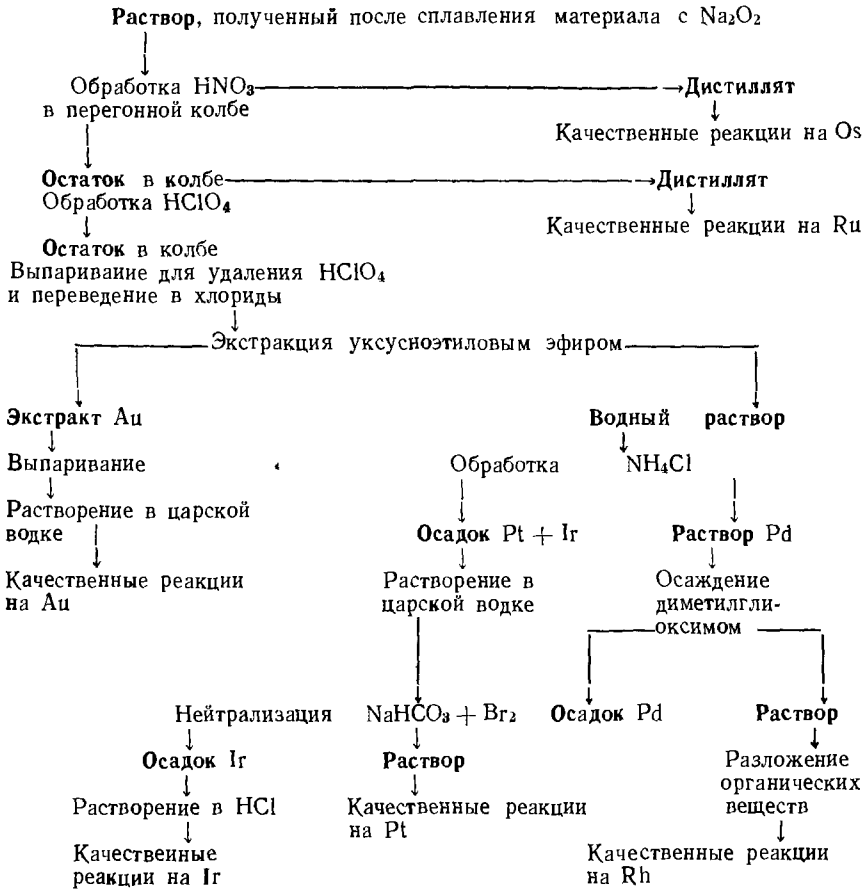 Раствор, полученный после сплавления материала с Na₂O₂
Обработка HNO₃ → Дистиллят
в перегонной колбе
Качественные реакции на Os
Остаток в колбе → Дистиллят
Обработка HClO₄
Качественные реакции на Ru
Остаток в колбе
Выпаривание для удаления HClO₄
и переведение в хлориды
Экстракция уксусноэтиловым эфиром
Экстракт Au
Водный раствор
Выпаривание
Обработка NH₄Cl
Растворение в царской
водке
Осадок Pt + Ir
Раствор Pd
Качественные реакции
на Au
Растворение в
царской водке
Осаждение
диметилгли-
оксимом
Нейтрализация NaHCO₃ + Br₂
Осадок Pd
Раствор
Осадок Ir
Раствор
Разложение
органических
веществ
Растворение в HCl
Качественные реакции
на Pt
Качественные
реакции на Ir
Качественные реакции
на Rh